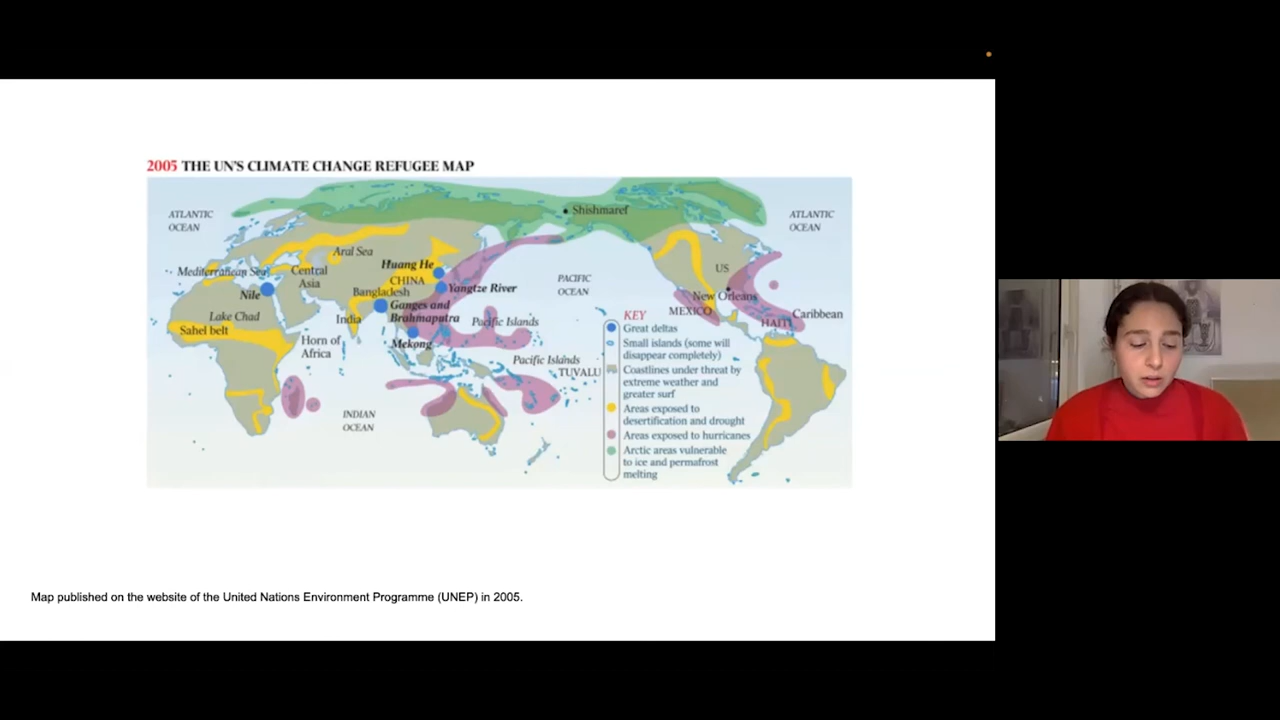 2005 THE UN'S CLIMATE CHANGE REFUGEE MAP
ATLANTIC
OCEAN
Shishmaref
ATLANTIC
OCEAN
Aral Sea
Mediterranean Sea
Central
Asia
Huang He
CHINA
US
Nile
Bangladesh
Yangtze River
PACIFIC
OCEAN
New Orleans
Lake Chad
Ganges and
Brahmaputra
MEXICO
Caribbean
HAITI
Sahel belt
India
Pacific Islands
Horn of
Africa
Mekong
Pacific Islands
TUVALU
INDIAN
OCEAN
KEY
Great deltas
Small islands (some will
disappear completely)
Coastlines under threat by
extreme weather and
greater surf
Areas exposed to
desertification and drought
Areas exposed to hurricanes
Arctic areas vulnerable
to ice and permafrost
melting
Map published on the website of the United Nations Environment Programme (UNEP) in 2005.